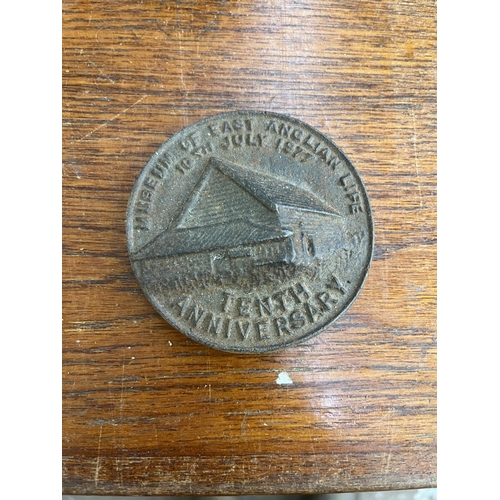 MUSEUM OF EAST ANGLIAN LIFE
10TH JULY 1977
TENTH
ANNIVERSARY